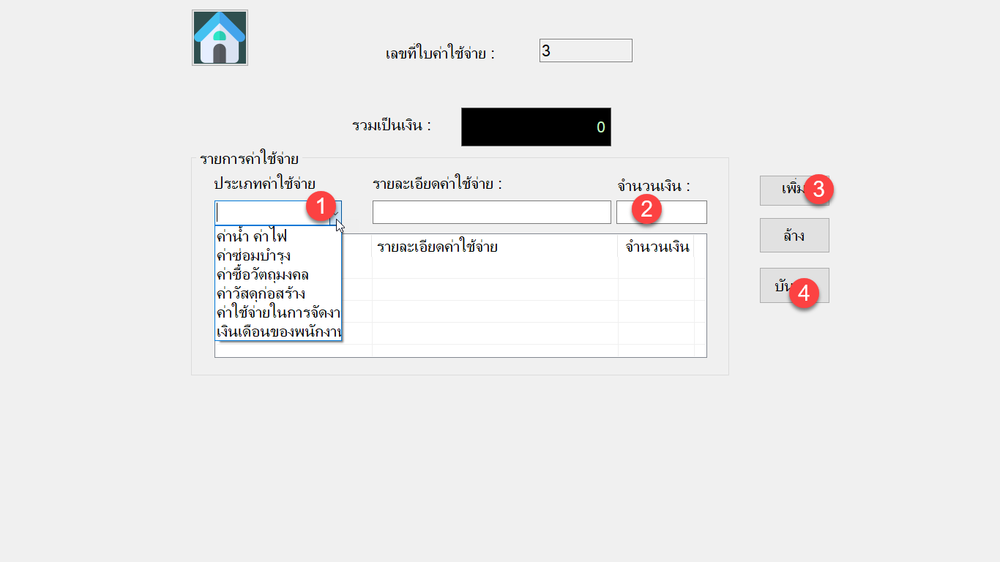 เลขที่ใบค่าใช้จ่าย : 3
รวมเป็นเงิน : 0
รายการค่าใช้จ่าย
ประเภทค่าใช้จ่าย รายละเอียดค่าใช้จ่าย : จำนวนเงิน :
1 2
เพิ่ม 3
ค่าน้ำ ค่าไฟ
ค่าซ่อมบำรุง
ค่าซื้อวัตถุมงคล
ค่าวัสดุก่อสร้าง
ค่าใช้จ่ายในการจัดงา
เงินเดือนของพนักงาน
รายละเอียดค่าใช้จ่าย จำนวนเงิน
ล้าง
4